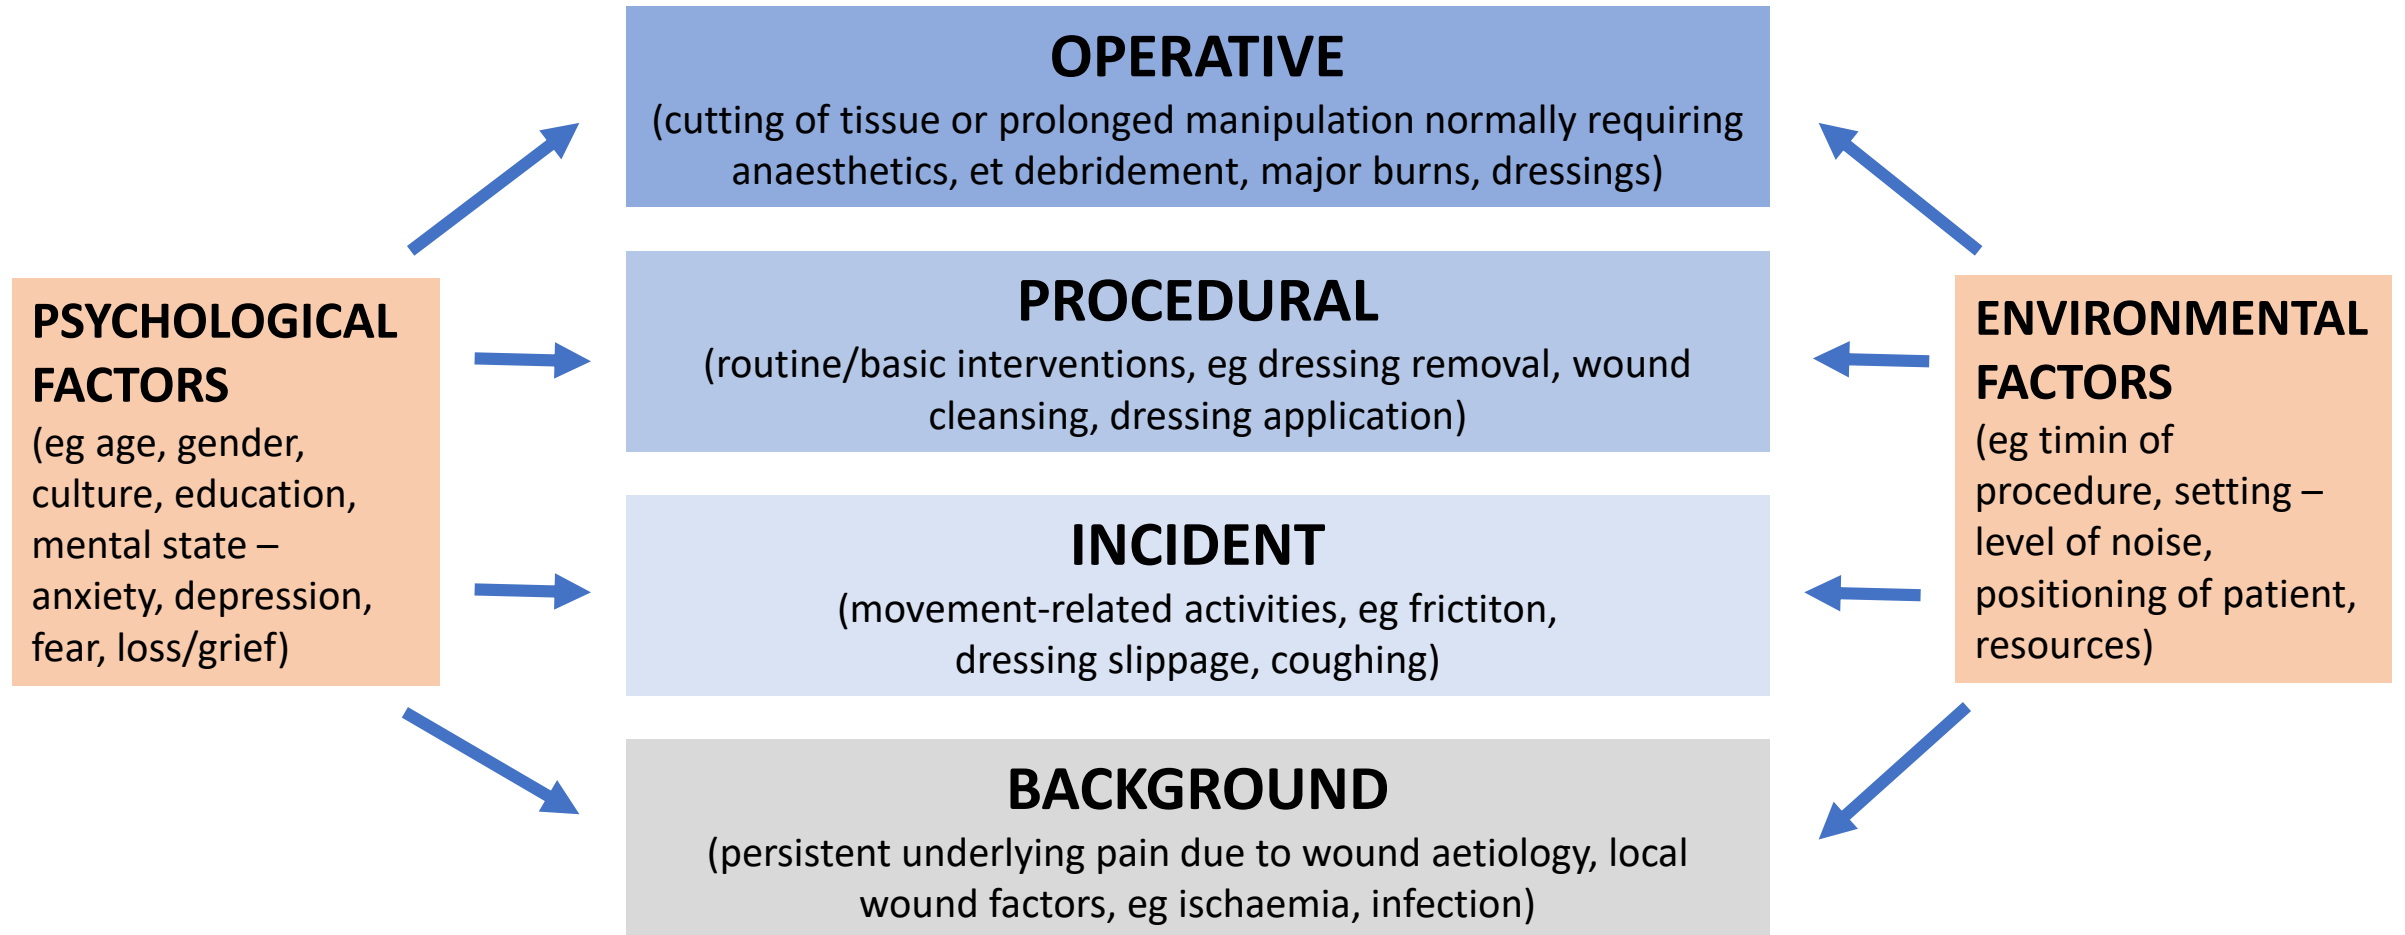 OPERATIVE
(cutting of tissue or prolonged manipulation normally requiring
anaesthetics, et debridement, major burns, dressings)
PSYCHOLOGICAL
FACTORS
(eg age, gender,
culture, education,
mental state –
anxiety, depression,
fear, loss/grief)
PROCEDURAL
(routine/basic interventions, eg dressing removal, wound
cleansing, dressing application)
INCIDENT
(movement-related activities, eg frictiton,
dressing slippage, coughing)
BACKGROUND
(persistent underlying pain due to wound aetiology, local
wound factors, eg ischaemia, infection)
ENVIRONMENTAL
FACTORS
(eg timin of
procedure, setting –
level of noise,
positioning of patient,
resources)